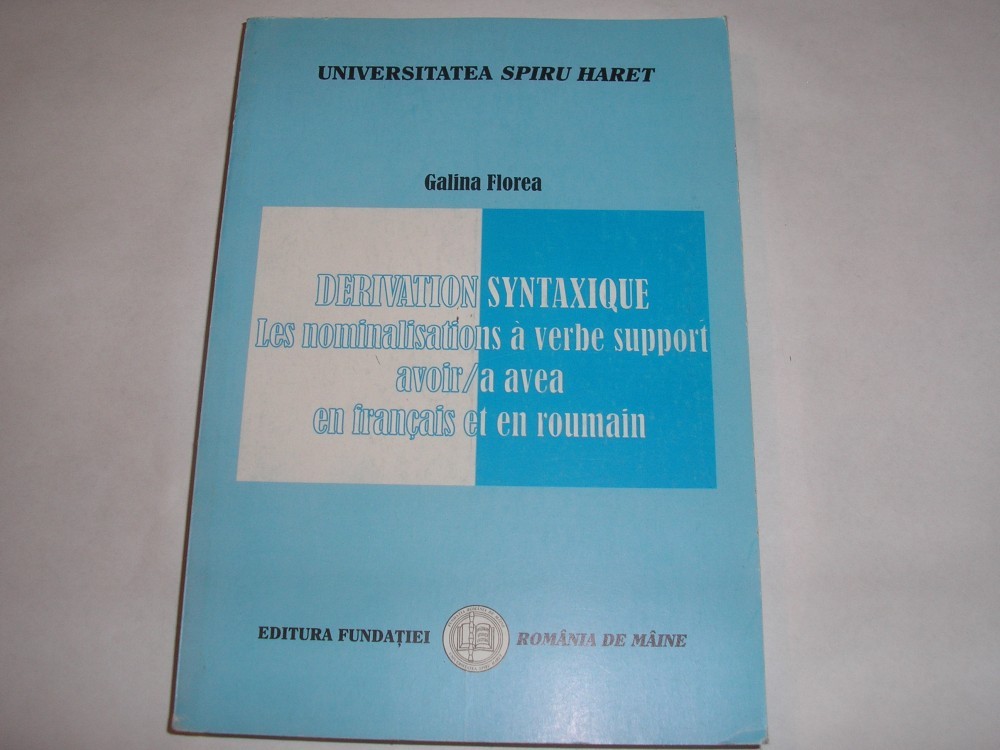 UNIVERSITATEA SPIRU HARET
Galina Florea
DERIVATION SYNTAXIQUE
Les nominalisations à verbe support
avoir/a avea
en français et en roumain
EDITURA FUNDAȚIEI ROMÂNIA DE MÂINE